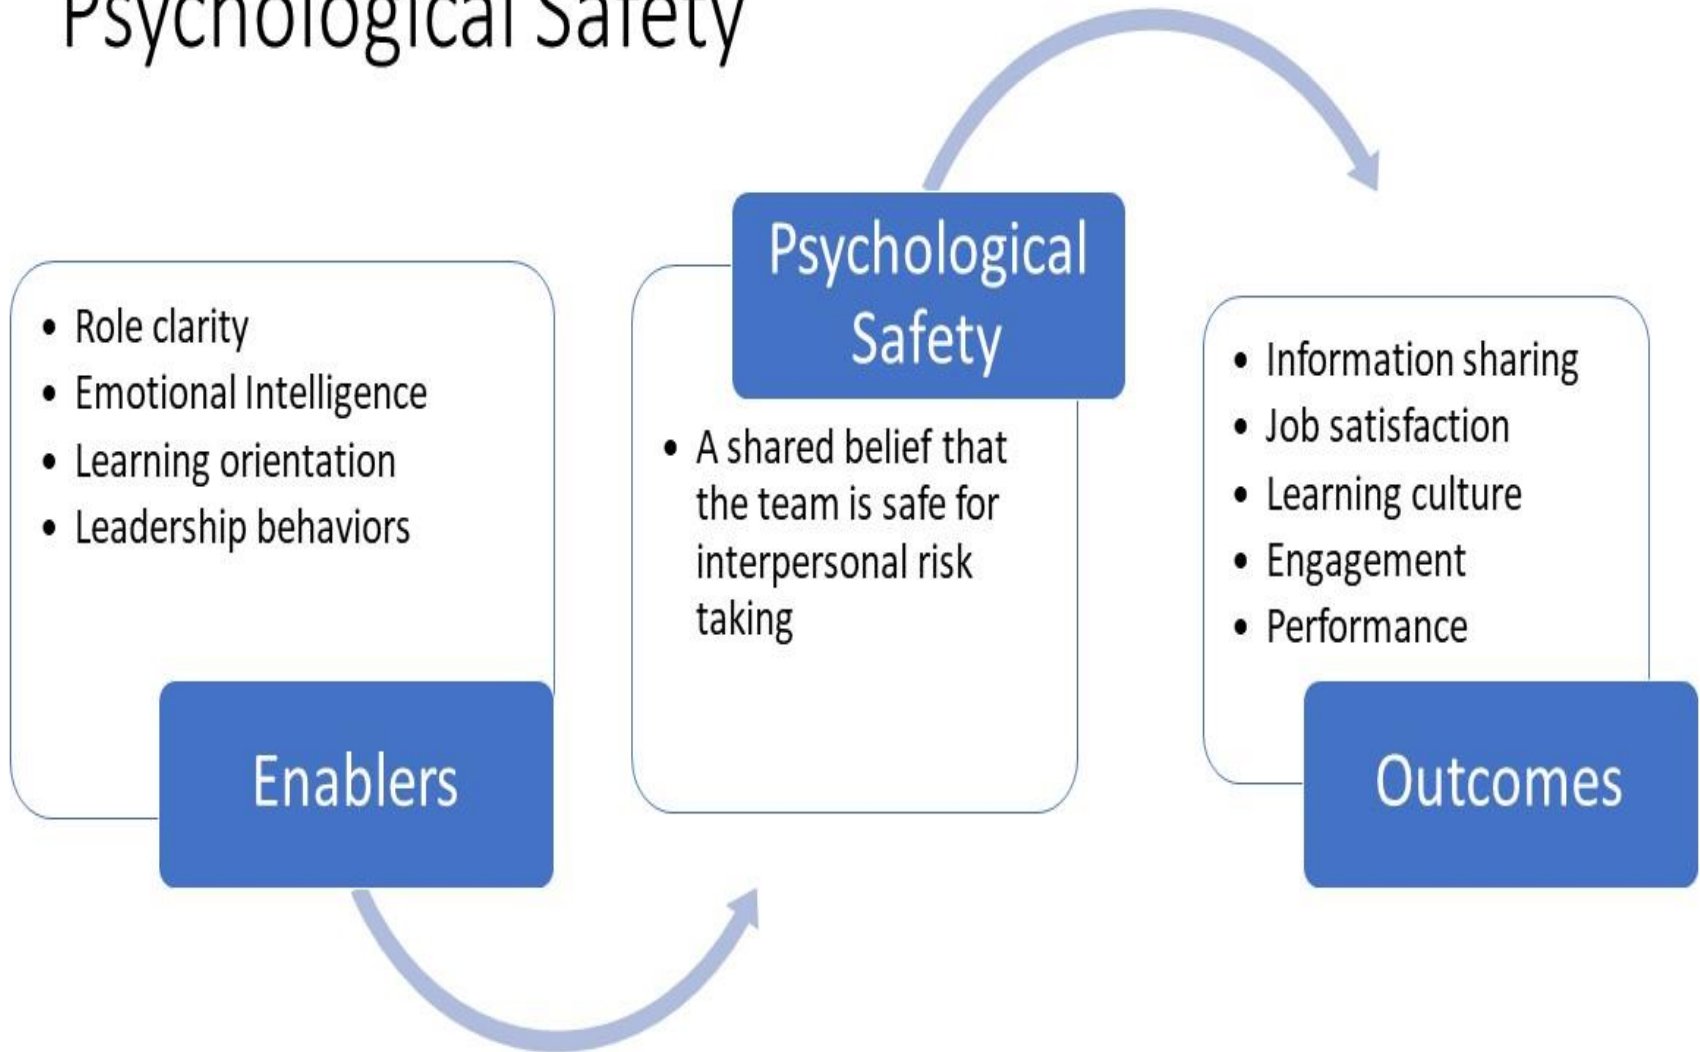 Psychological Safety
• Role clarity
• Emotional Intelligence
• Learning orientation
• Leadership behaviors
Enablers
Psychological
Safety
• A shared belief that
the team is safe for
interpersonal risk
taking
• Information sharing
• Job satisfaction
• Learning culture
• Engagement
• Performance
Outcomes